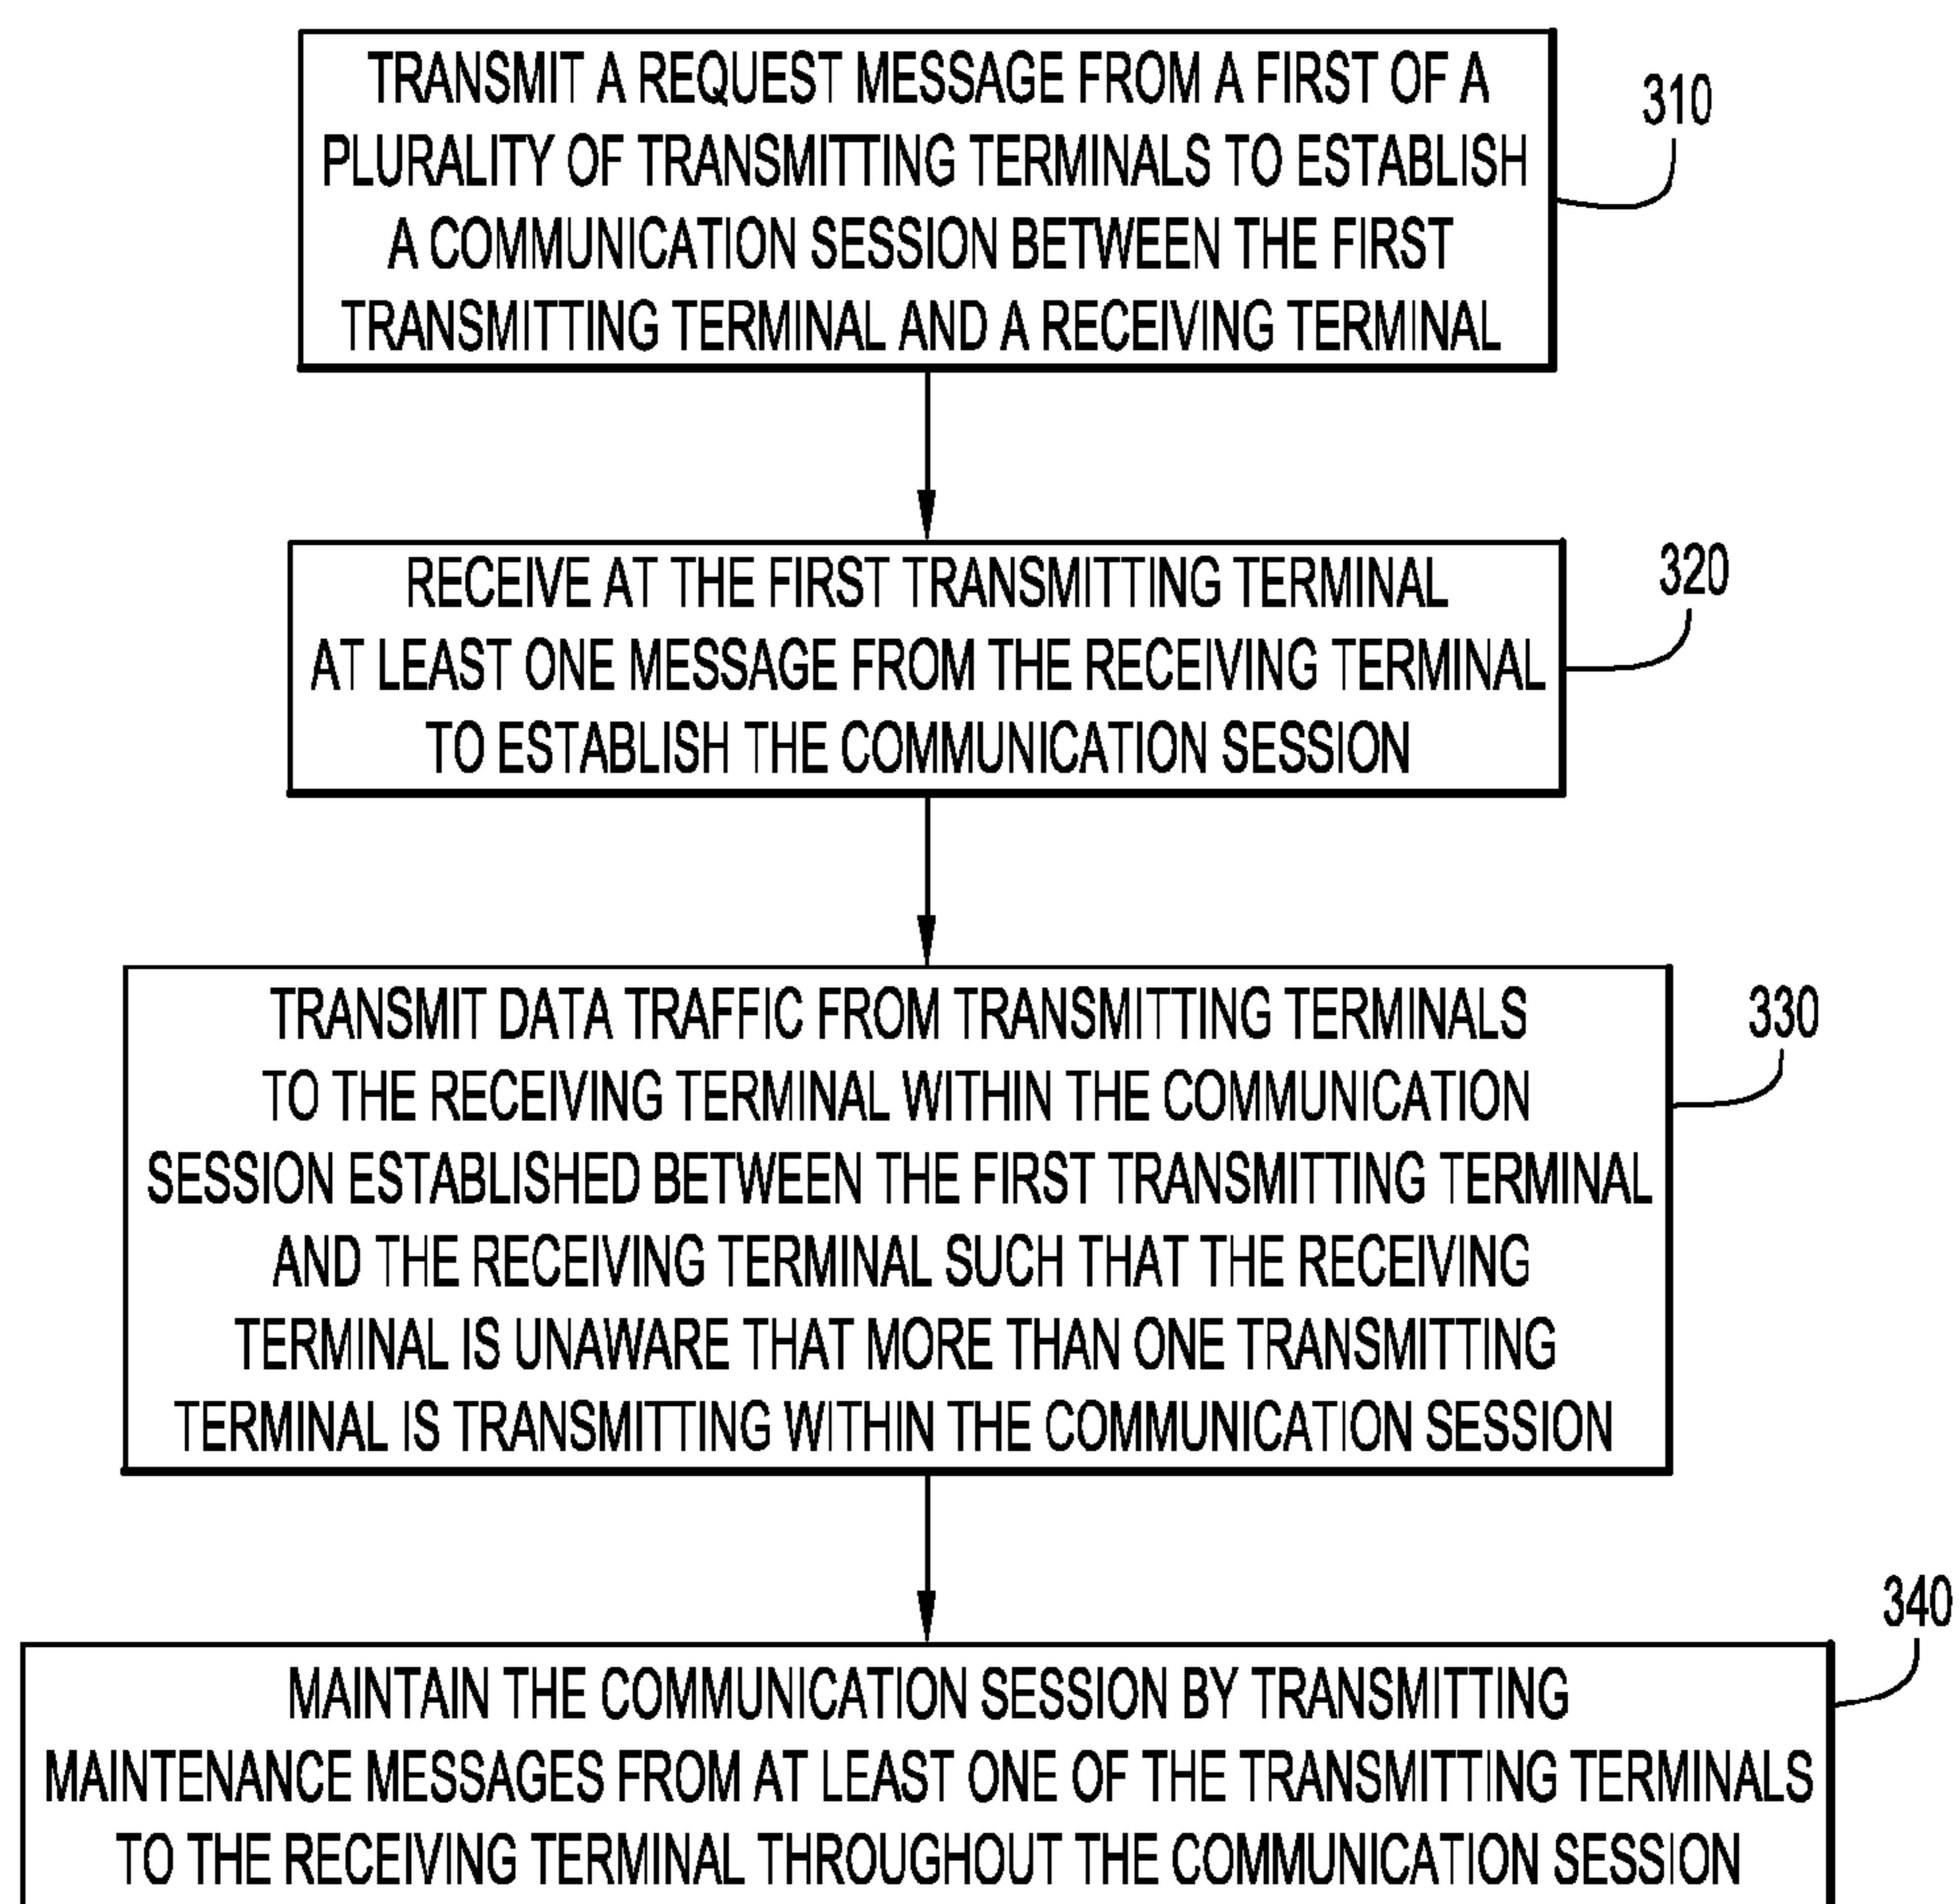 TRANSMIT A REQUEST MESSAGE FROM A FIRST OF A
PLURALITY OF TRANSMITTING TERMINALS TO ESTABLISH
A COMMUNICATION SESSION BETWEEN THE FIRST
TRANSMITTING TERMINAL AND A RECEIVING TERMINAL
310
RECEIVE AT THE FIRST TRANSMITTING TERMINAL
AT LEAST ONE MESSAGE FROM THE RECEIVING TERMINAL
TO ESTABLISH THE COMMUNICATION SESSION
320
TRANSMIT DATA TRAFFIC FROM TRANSMITTING TERMINALS
TO THE RECEIVING TERMINAL WITHIN THE COMMUNICATION
SESSION ESTABLISHED BETWEEN THE FIRST TRANSMITTING TERMINAL
AND THE RECEIVING TERMINAL SUCH THAT THE RECEIVING
TERMINAL IS UNAWARE THAT MORE THAN ONE TRANSMITTING
TERMINAL IS TRANSMITTING WITHIN THE COMMUNICATION SESSION
330
MAINTAIN THE COMMUNICATION SESSION BY TRANSMITTING
MAINTENANCE MESSAGES FROM AT LEAST ONE OF THE TRANSMITTING TERMINALS
TO THE RECEIVING TERMINAL THROUGHOUT THE COMMUNICATION SESSION
340